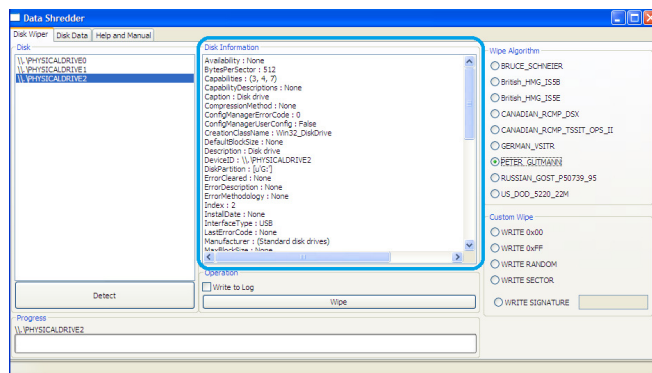 Data Shredder
Disk Wiper
Disk Data
Help and Manual
Disk
\\.\PHYSICALDRIVE0
\\.\PHYSICALDRIVE1
\\.\PHYSICALDRIVE2
Detect
Disk Information
Availability : None
BytesPerSector : 512
Capabilities : (3, 4, 7)
CapabilityDescriptions : None
Caption : Disk drive
CompressionMethod : None
ConfigManagerErrorCode : 0
ConfigManagerUserConfig : False
CreationClassName : Win32_DiskDrive
DefaultBlockSize : None
Description : Disk drive
DeviceID : \\.\PHYSICALDRIVE2
DiskPartition : [u'G:']
ErrorCleared : None
ErrorDescription : None
ErrorMethodology : None
Index : 2
InstallDate : None
InterfaceType : USB
LastErrorCode : None
Manufacturer : (Standard disk drives)
MaxBlockSize : None
Operation
Write to Log
Wipe
Wipe Algorithm
BRUCE_SCHNEIER
British_HMG_IS5B
British_HMG_IS5E
CANADIAN_RCMP_DSX
CANADIAN_RCMP_TSSIT_OPS_II
GERMAN_VSITR
PETER_GUTMANN
RUSSIAN_GOST_P50739_95
US_DOD_5220_22M
Custom Wipe
WRITE 0x00
WRITE 0xFF
WRITE RANDOM
WRITE SECTOR
WRITE SIGNATURE
Progress
\\.\PHYSICALDRIVE2